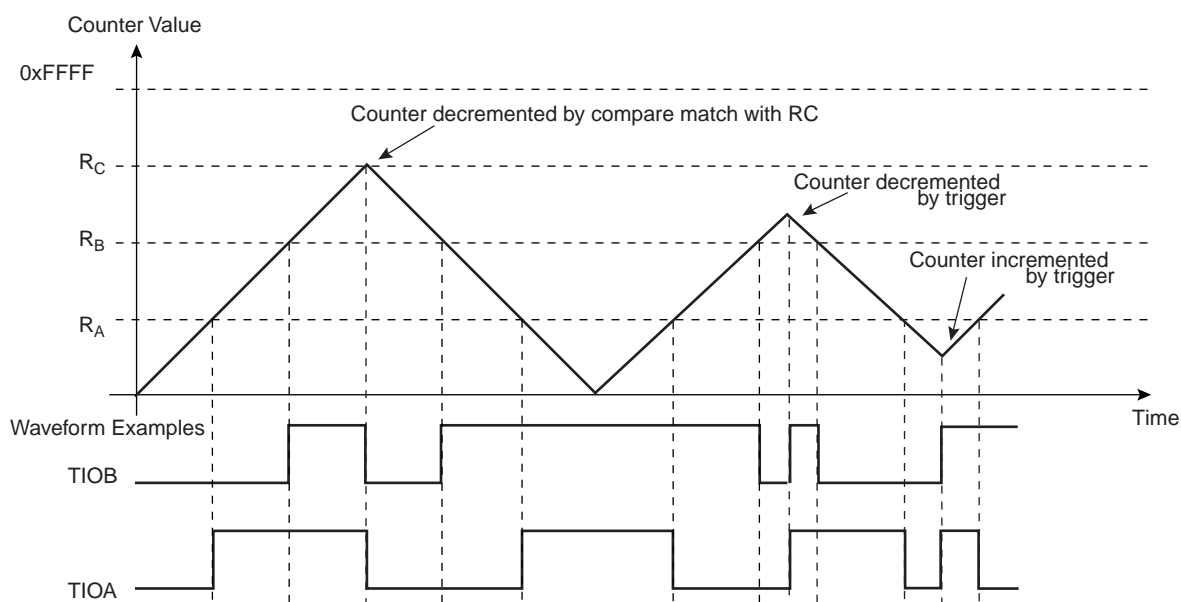 Counter Value
0xFFFF
Counter decremented by compare match with RC
RC
Counter decremented
by trigger
RB
Counter incremented
by trigger
RA
Time
Waveform Examples
TIOB
TIOA